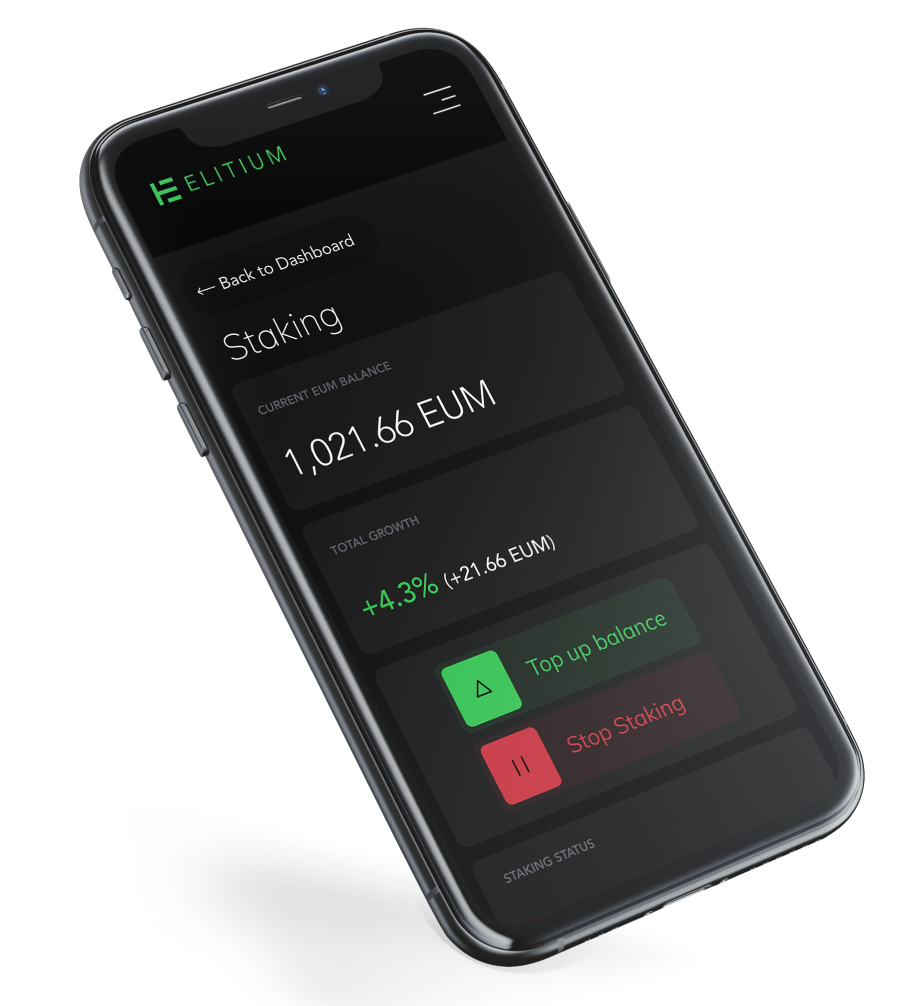 ELITIUM
← Back to Dashboard
Staking
CURRENT EUM BALANCE
1,021.66 EUM
TOTAL GROWTH
+4.3% (+21.66 EUM)
Top up balance
Stop Staking
STAKING STATUS